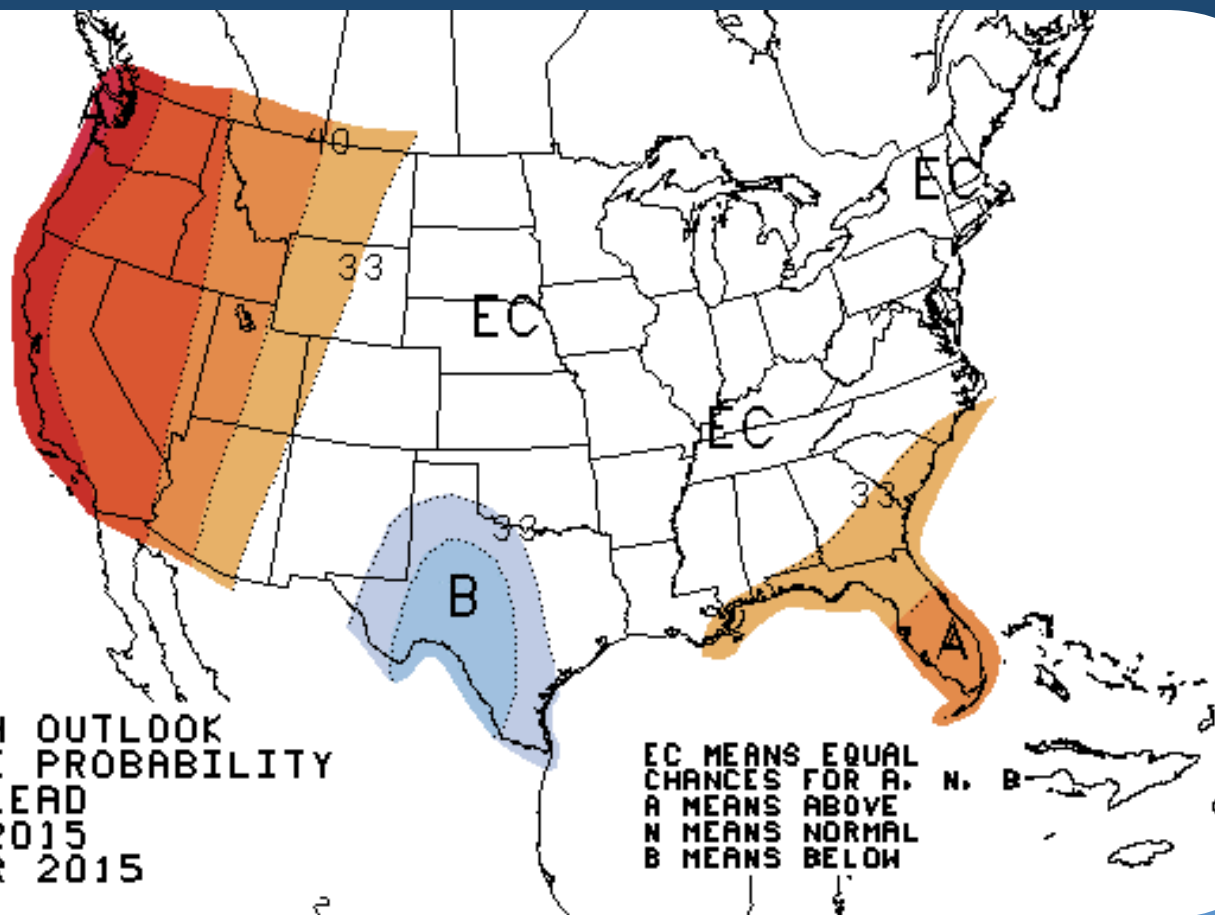 A
40
EC
33
EC
EC
33
33
B
A
OUTLOOK
PROBABILITY
LEAD
2015
2015
EC MEANS EQUAL
CHANCES FOR A, N, B
A MEANS ABOVE
N MEANS NORMAL
B MEANS BELOW